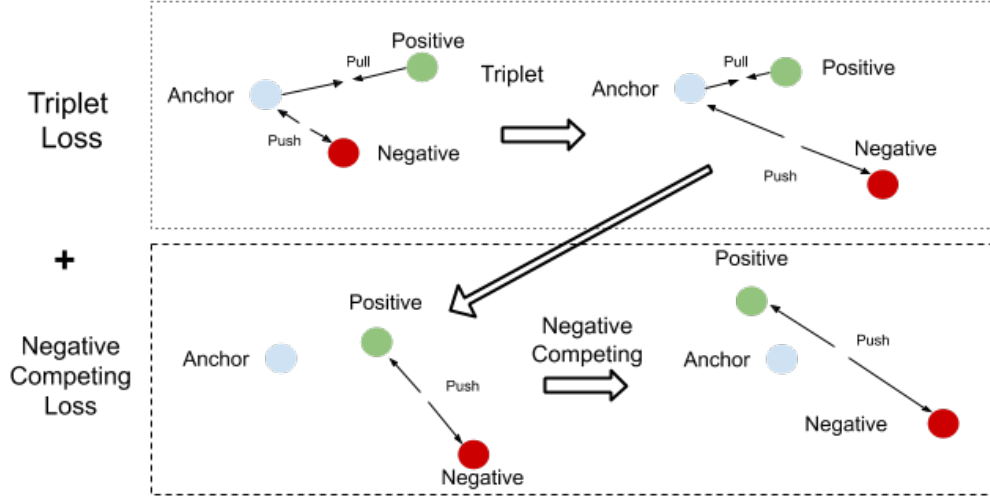 Triplet
Loss
Positive
Pull
Anchor
Push
Negative
Triplet
Pull
Positive
Anchor
Negative
Push
+
Negative
Competing
Loss
Positive
Anchor
Push
Negative
Negative
Competing
Positive
Push
Anchor
Negative